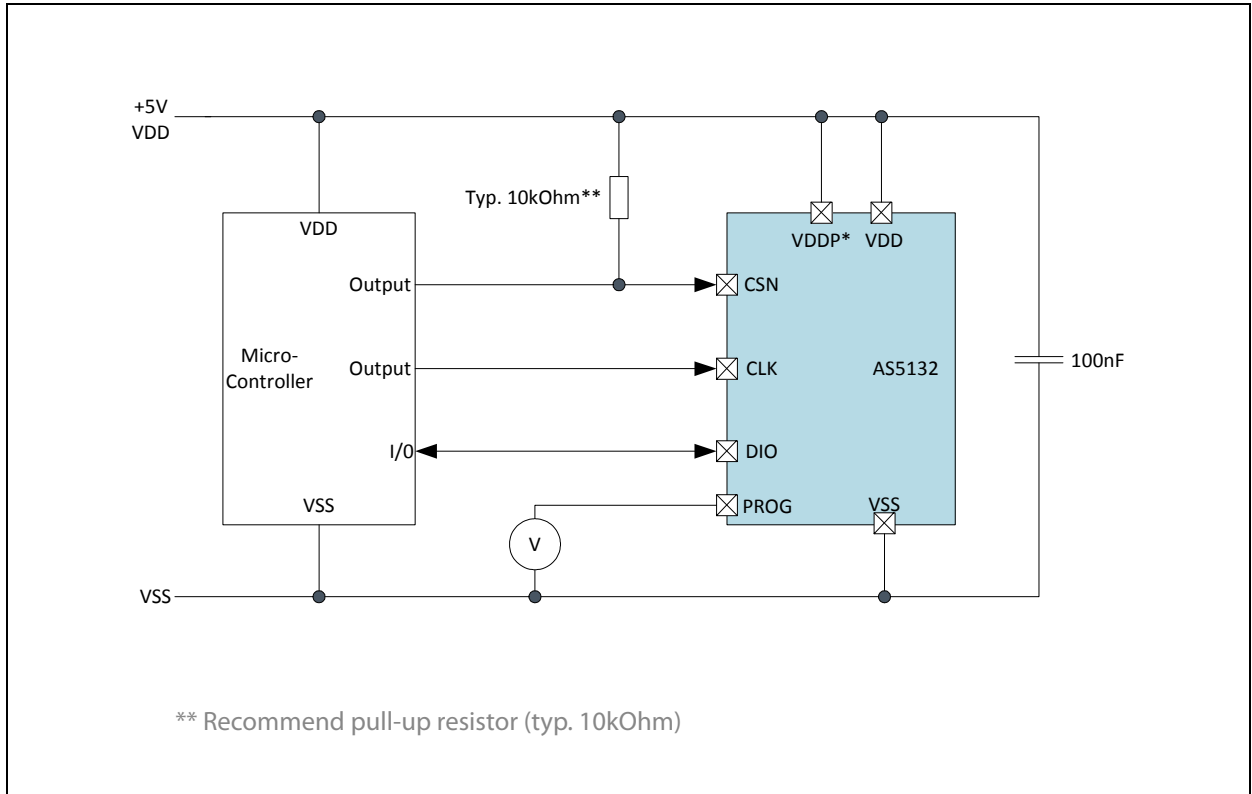 +5V
VDD
Typ. 10kOhm**
VDD
VDDP* VDD
Output
CSN
Micro-
Controller
Output
CLK
AS5132
100nF
I/0
DIO
VSS
PROG
VSS
V
VSS
** Recommend pull-up resistor (typ. 10kOhm)